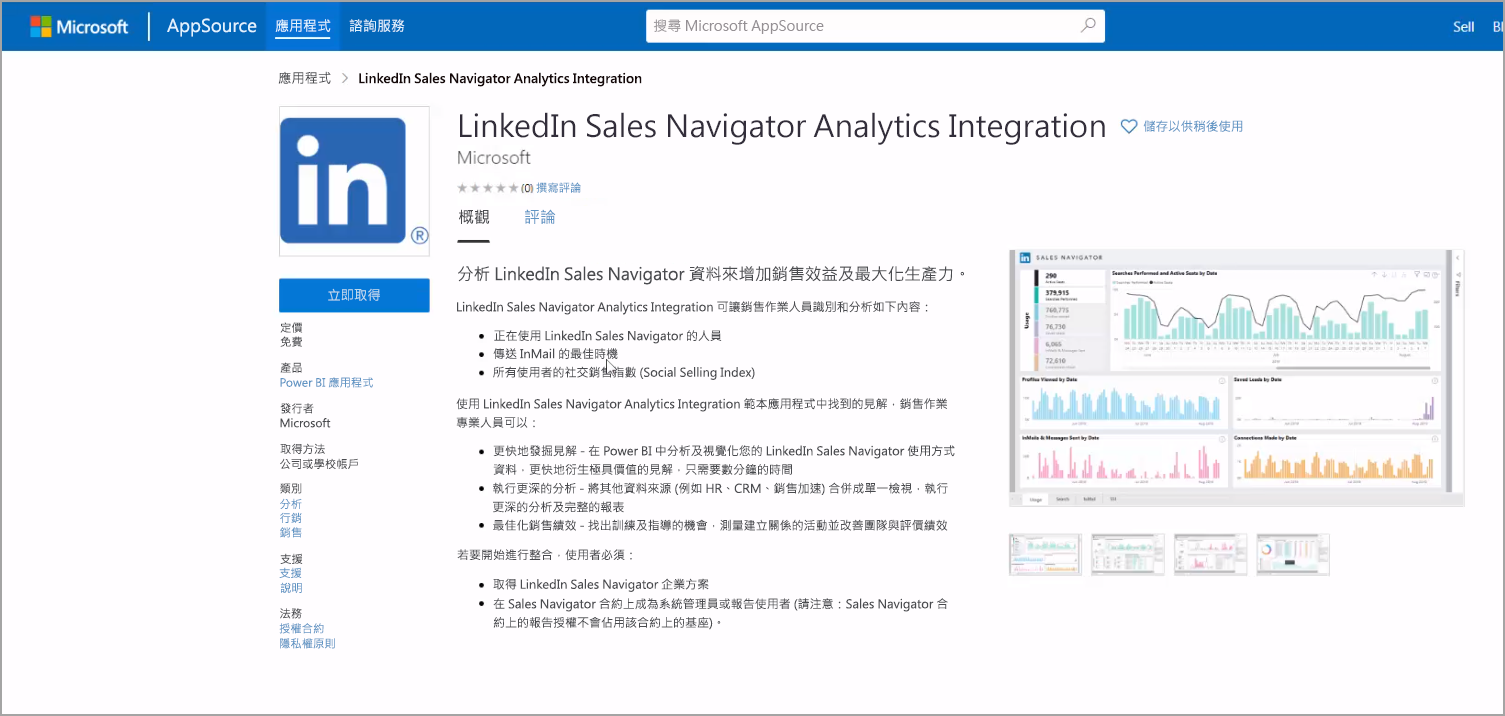 Microsoft
AppSource
應用程式
諮詢服務
搜尋 Microsoft AppSource
Sell
應用程式 > LinkedIn Sales Navigator Analytics Integration
in
®
LinkedIn Sales Navigator Analytics Integration
儲存以供稍後使用
Microsoft
(0) 撰寫評論
概觀
評論
立即取得
定價
免費
產品
Power BI 應用程式
發行者
Microsoft
取得方法
公司或學校帳戶
類別
分析
行銷
銷售
支援
支援
說明
法務
授權合約
隱私權原則
分析 LinkedIn Sales Navigator 資料來增加銷售效益及最大化生產力。
LinkedIn Sales Navigator Analytics Integration 可讓銷售作業人員識別和分析如下內容：
• 正在使用 LinkedIn Sales Navigator 的人員
• 傳送 InMail 的最佳時機
• 所有使用者的社交銷售指數 (Social Selling Index)
使用 LinkedIn Sales Navigator Analytics Integration 範本應用程式中找到的見解，銷售作業
專業人員可以：
• 更快地發掘見解 - 在 Power BI 中分析及視覺化您的 LinkedIn Sales Navigator 使用方式
資料，更快地衍生極具價值的見解，只需要數分鐘的時間
• 執行更深的分析 - 將其他資料來源 (例如 HR、CRM、銷售加速) 合併成單一檢視，執行
更深的分析及完整的報表
• 最佳化銷售績效 - 找出訓練及指導的機會，測量建立關係的活動並改善團隊與評價績效
若要開始進行整合，使用者必須：
• 取得 LinkedIn Sales Navigator 企業方案
• 在 Sales Navigator 合約上成為系統管理員或報告使用者 (請注意：Sales Navigator 合
約上的報告授權不會佔用該合約上的基座)。
in SALES NAVIGATOR
Usage
290
Active Seats
379,915
Searches Performed
760,775
76,730
6,065
72,610
Searches Performed and Active Seats by Date
Filters
Profiles Viewed by Date
Saved Leads by Date
InMails & Messages Sent by Date
Connections Made by Date
Usage
Search
InMail
SSI